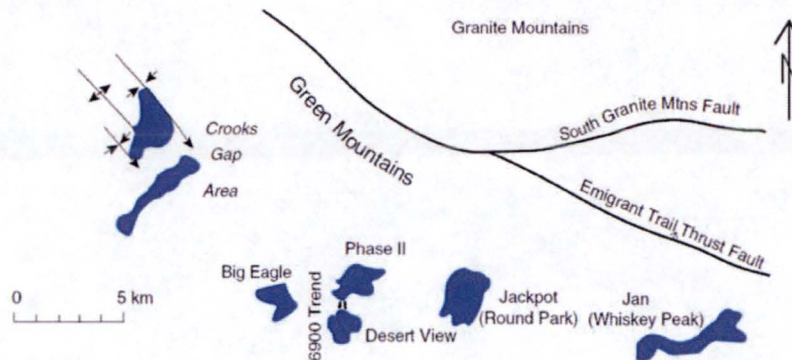 Granite Mountains
N
Green Mountains
South Granite Mtns Fault
Crooks
Gap
Area
Emigrant Trail Thrust Fault
Phase II
Big Eagle
6900 Trend
Desert View
Jackpot
(Round Park)
Jan
(Whiskey Peak)
0 5 km